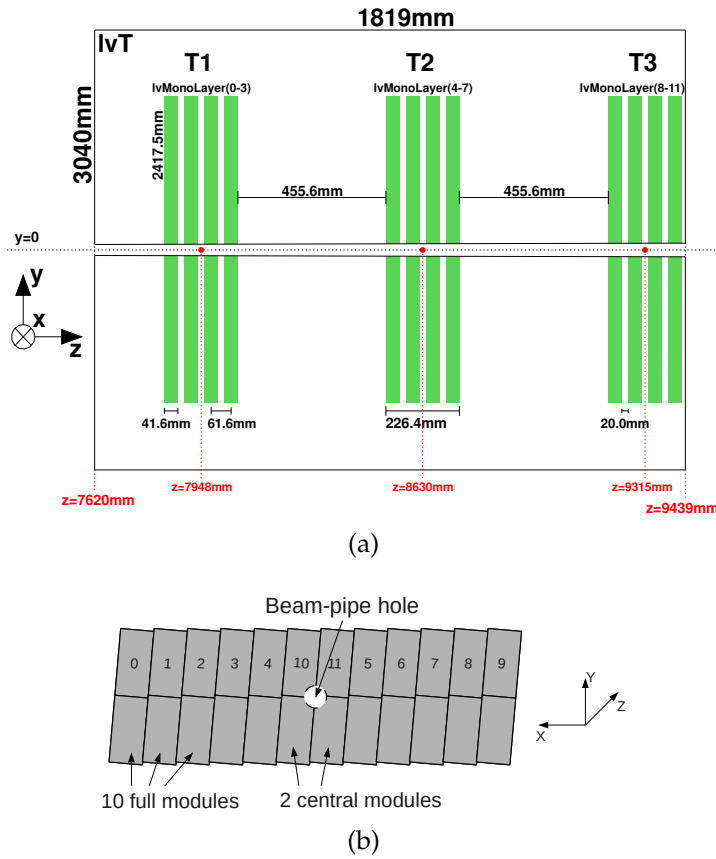 1819mm
lvT
T1
T2
T3
lvMonoLayer(0-3)
lvMonoLayer(4-7)
lvMonoLayer(8-11)
3040mm
2417.5mm
455.6mm
455.6mm
y=0
y
x
z
41.6mm
61.6mm
226.4mm
20.0mm
z=7620mm
z=7948mm
z=8630mm
z=9315mm
z=9439mm
(a)
Beam-pipe hole
0 1 2 3 4 10 11 5 6 7 8 9
Y
Z
X
10 full modules
2 central modules
(b)